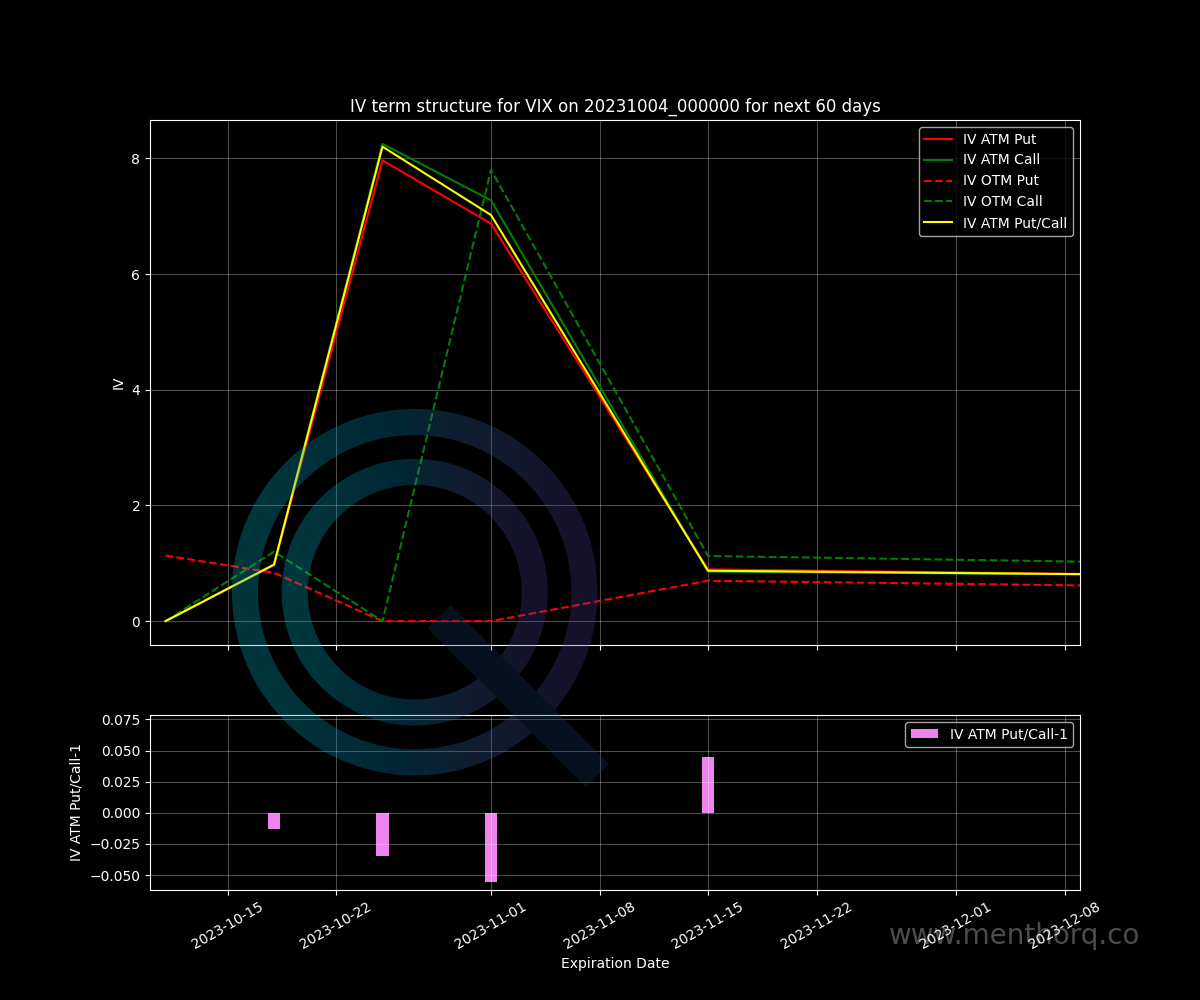 IV term structure for VIX on 20231004_000000 for next 60 days
IV ATM Put
IV ATM Call
IV OTM Put
IV OTM Call
IV ATM Put/Call
8
6
4
2
0
IV
0.075
0.050
0.025
0.000
−0.025
−0.050
IV ATM Put/Call-1
IV ATM Put/Call-1
2023-10-15
2023-10-22
2023-11-01
2023-11-08
2023-11-15
2023-11-22
2023-12-01
2023-12-08
www.menthorq.co
Expiration Date